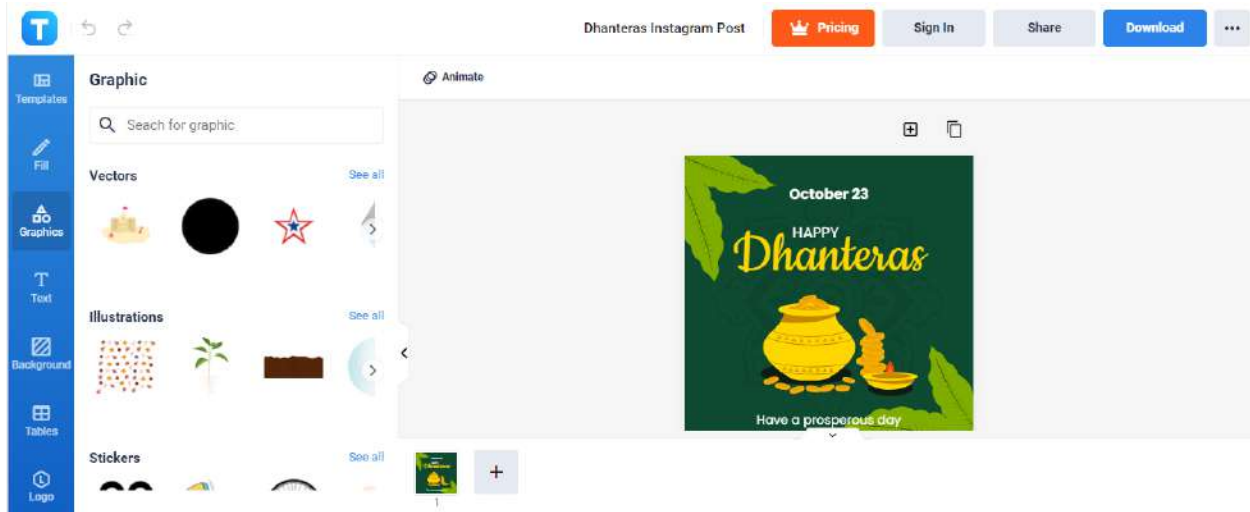 T
Dhanteras Instagram Post
Pricing
Sign In
Share
Download
Templates
Fill
Graphics
Text
Background
Tables
Logo
Graphic
Seach for graphic
Vectors
See all
Illustrations
See all
Stickers
See all
Animate
October 23
HAPPY
Dhanteras
Have a prosperous day
1